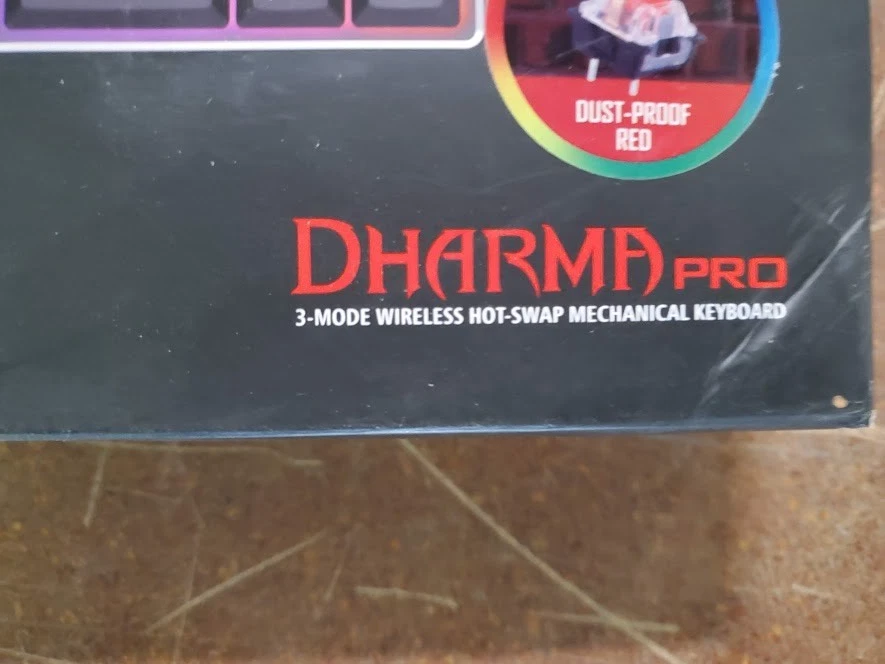 DUST-PROOF
RED
DHARMA PRO
3-MODE WIRELESS HOT-SWAP MECHANICAL KEYBOARD